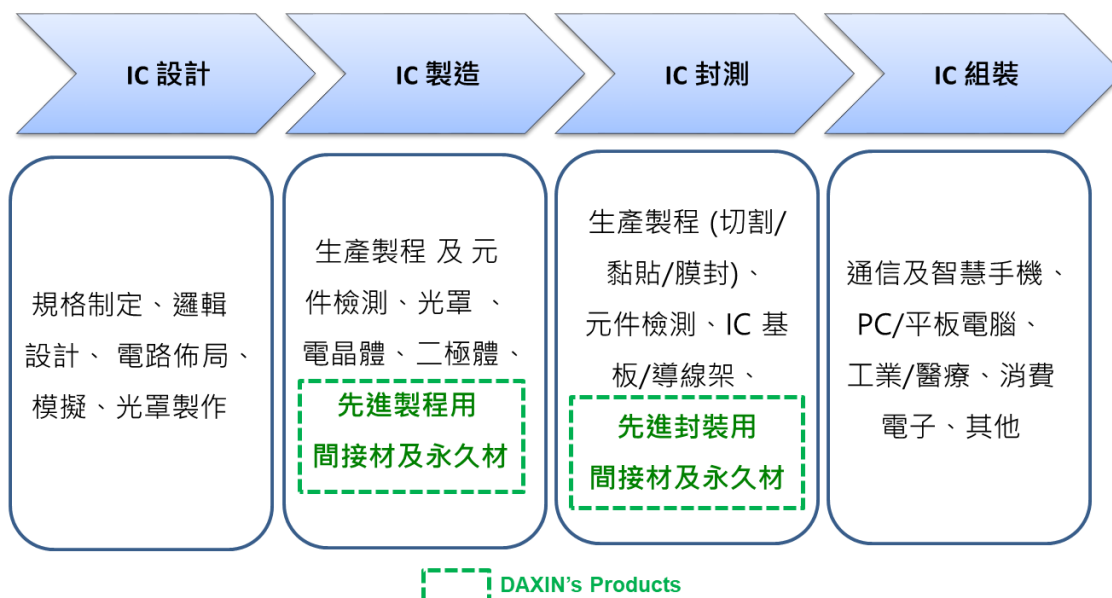 IC 設計
IC 製造
IC 封測
IC 組裝
規格制定、邏輯
設計、 電路佈局、
模擬、光罩製作
生產製程 及 元
件檢測、光罩 、
電晶體、二極體、
先進製程用
間接材及永久材
生產製程 (切割/
黏貼/膜封)、
元件檢測、IC 基
板/導線架、
先進封裝用
間接材及永久材
通信及智慧手機、
PC/平板電腦、
工業/醫療、消費
電子、其他
DAXIN's Products